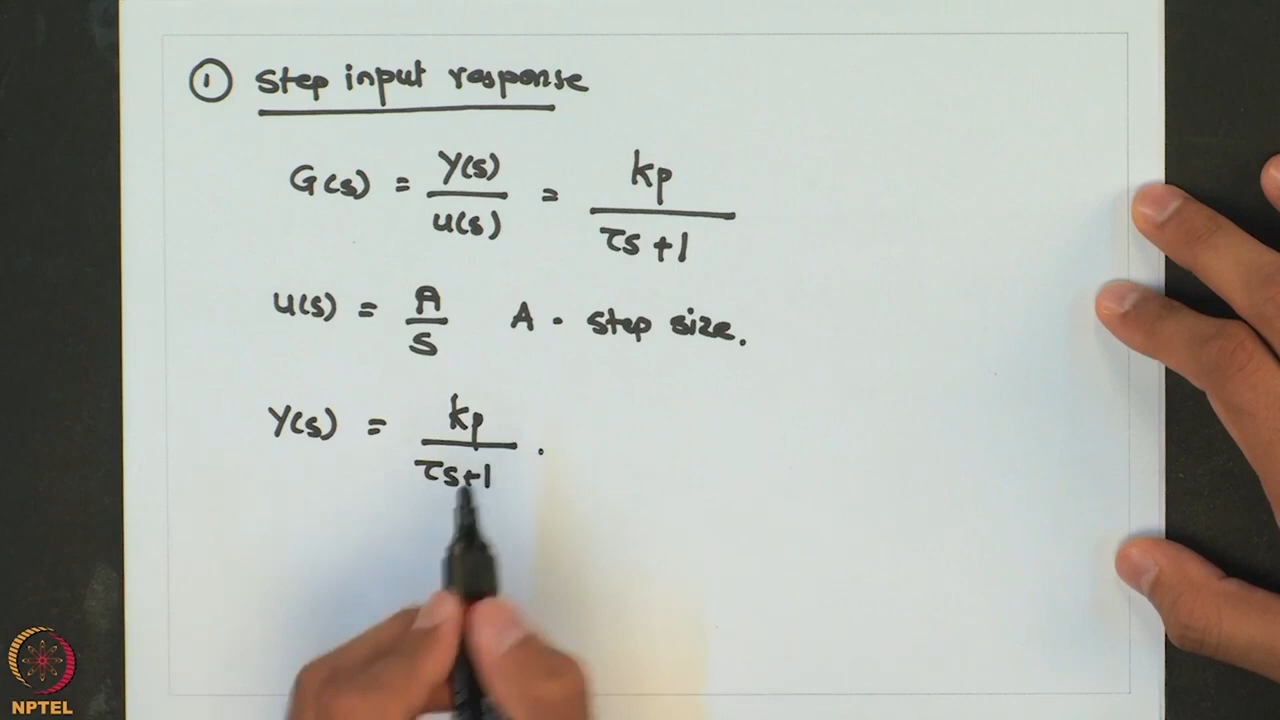 ① Step input response
G(s) = Y(s)/u(s) = kp/τs+1
u(s) = A/s A - step size.
Y(s) = kp/τs+1 .
NPTEL